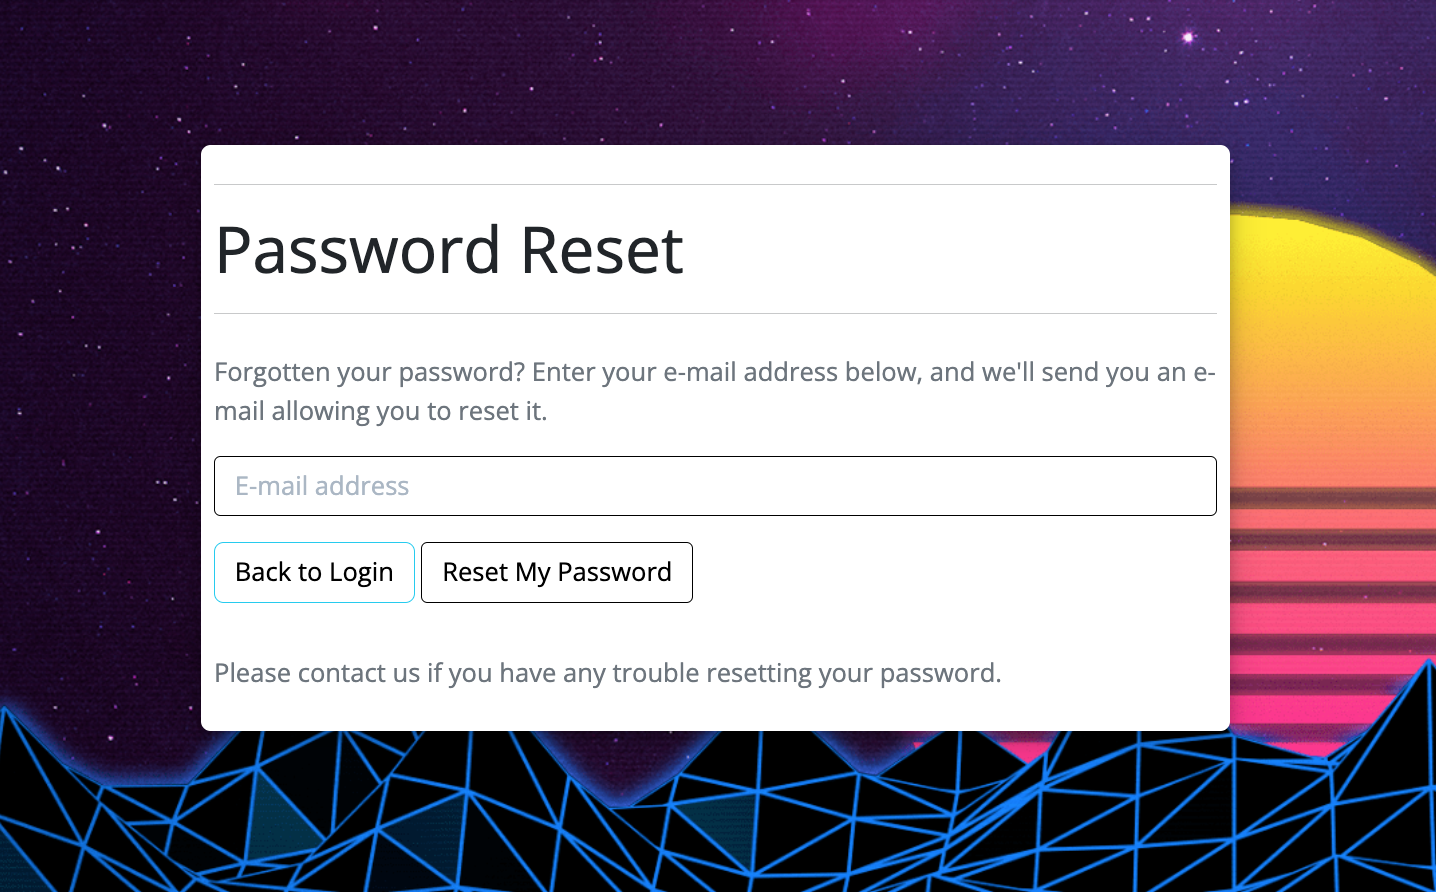 Password Reset
Forgotten your password? Enter your e-mail address below, and we'll send you an e-
mail allowing you to reset it.
E-mail address
Back to Login Reset My Password
Please contact us if you have any trouble resetting your password.